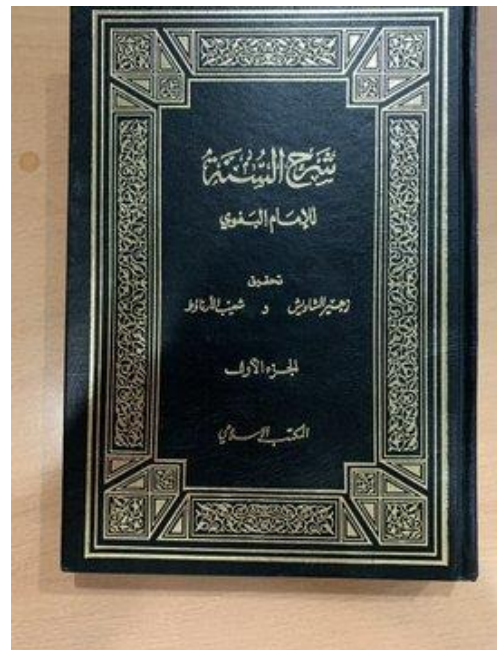 شرح السنة
للإمام البغوي
تحقيق
زهير الشاويش و شعيب الأرناؤوط
الجزء الأول
المكتب الإسلامي